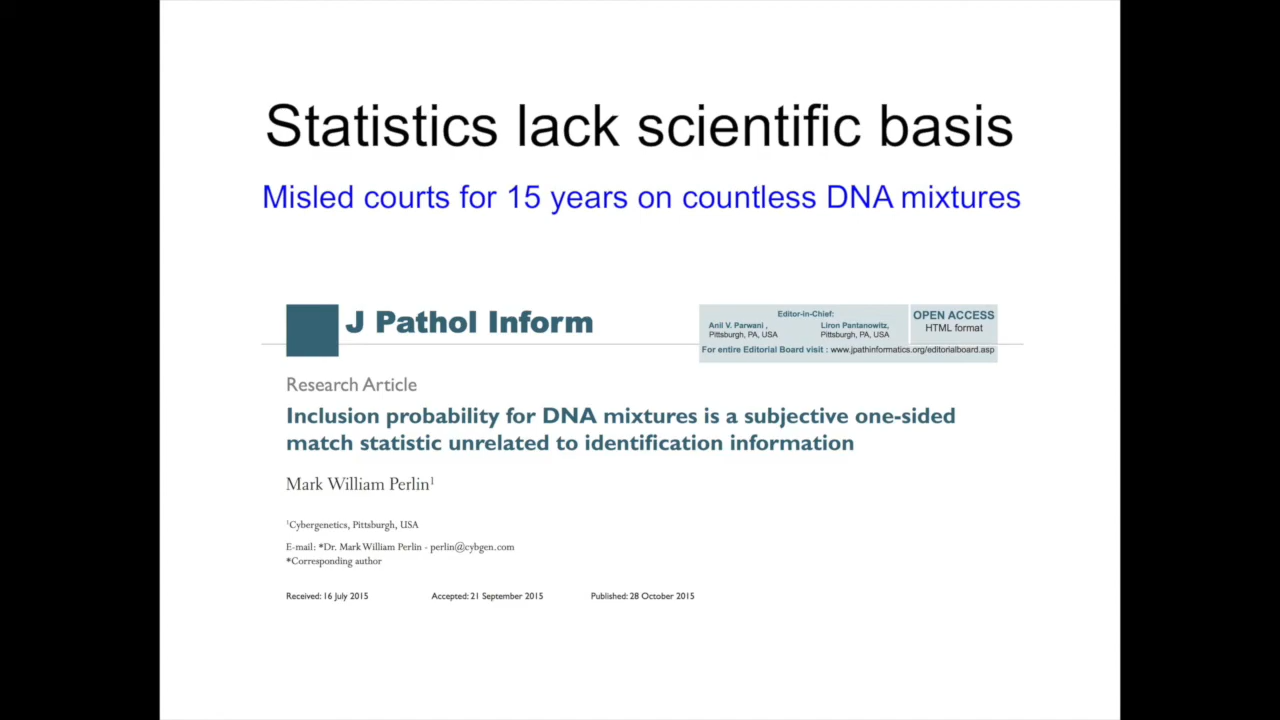 Statistics lack scientific basis
Misled courts for 15 years on countless DNA mixtures
J Pathol Inform
Editor-in-Chief:
Anil V. Parwani ,
Pittsburgh, PA, USA
Liron Pantanowitz,
Pittsburgh, PA, USA
For entire Editorial Board visit : www.jpathinformatics.org/editorialboard.asp
OPEN ACCESS
HTML format
Research Article
Inclusion probability for DNA mixtures is a subjective one-sided
match statistic unrelated to identification information
Mark William Perlin¹
¹Cybergenetics, Pittsburgh, USA
E-mail: *Dr. Mark William Perlin - perlin@cybgen.com
*Corresponding author
Received: 16 July 2015 Accepted: 21 September 2015 Published: 28 October 2015